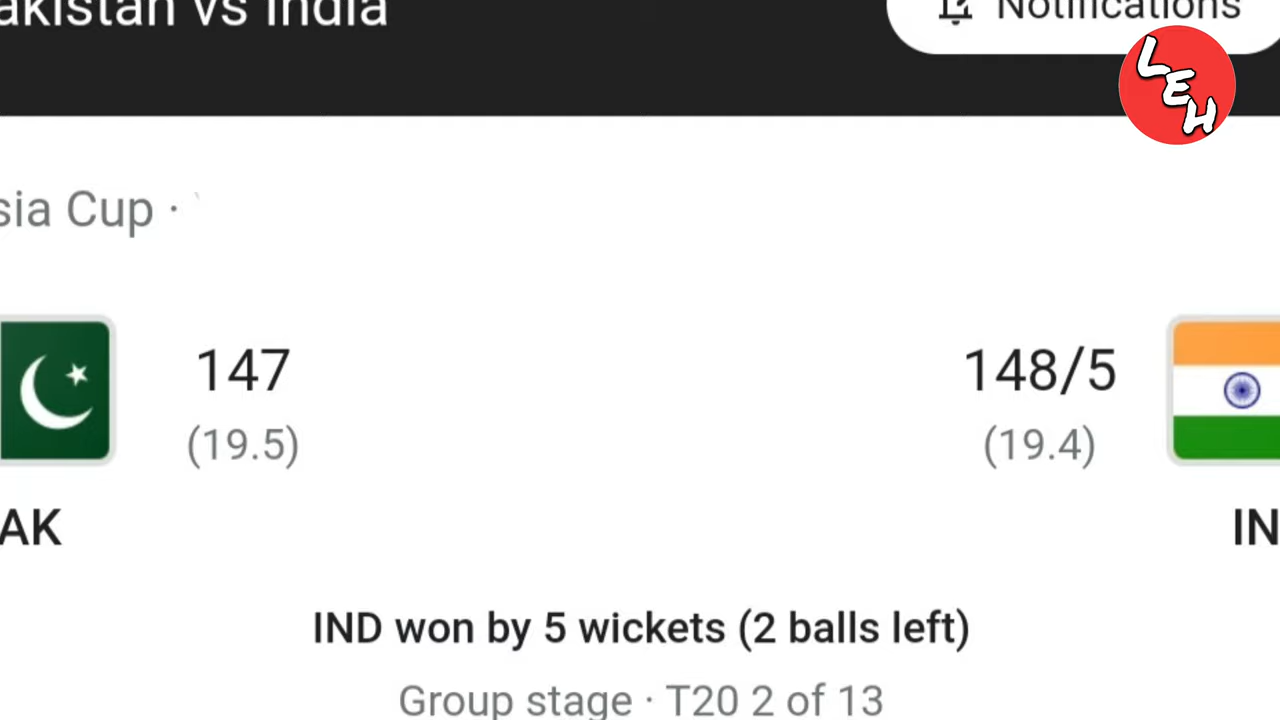 akistan vs India
Notifications
LEH
sia Cup ·
147
148/5
(19.5)
(19.4)
AK
IN
IND won by 5 wickets (2 balls left)
Group stage · T20 2 of 13